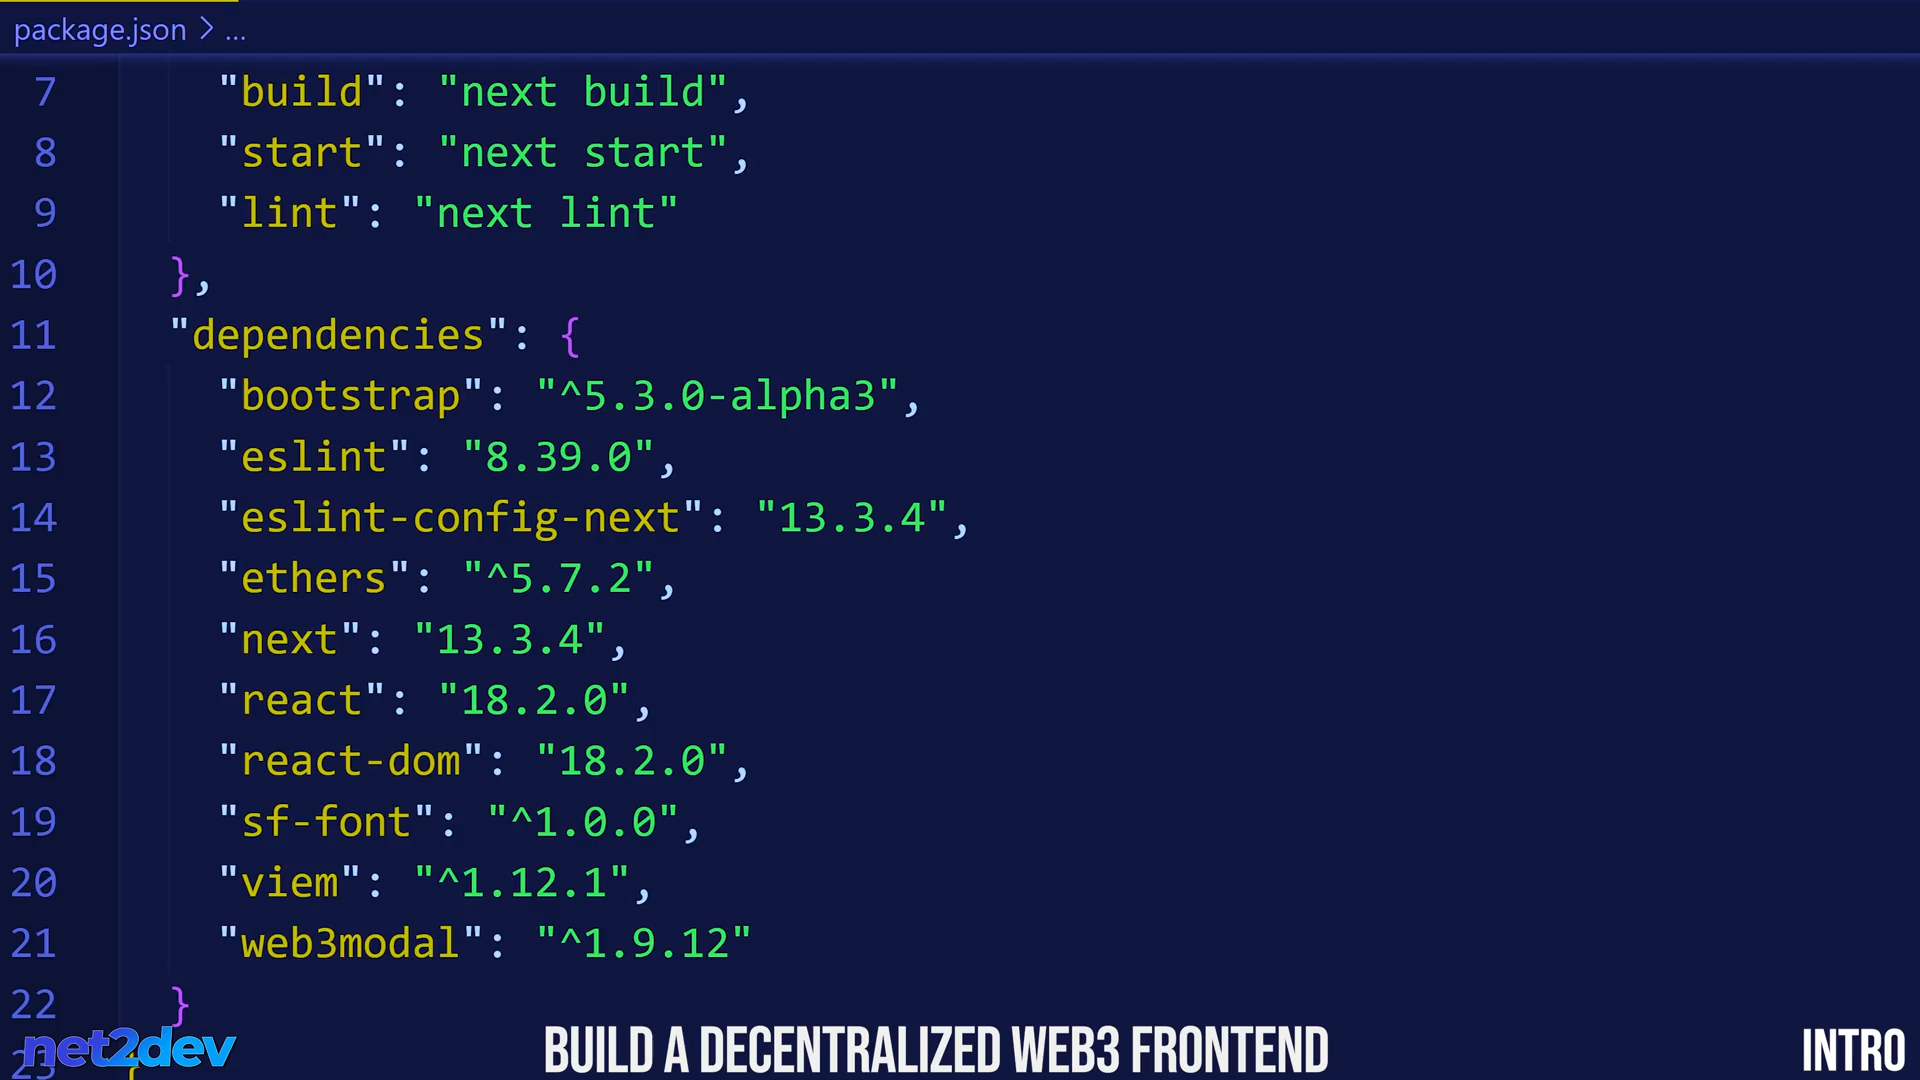 package.json > ...
7 "build": "next build",
8 "start": "next start",
9 "lint": "next lint"
10 },
11 "dependencies": {
12 "bootstrap": "^5.3.0-alpha3",
13 "eslint": "8.39.0",
14 "eslint-config-next": "13.3.4",
15 "ethers": "^5.7.2",
16 "next": "13.3.4",
17 "react": "18.2.0",
18 "react-dom": "18.2.0",
19 "sf-font": "^1.0.0",
20 "viem": "^1.12.1",
21 "web3modal": "^1.9.12"
22 }
23
net2dev
BUILD A DECENTRALIZED WEB3 FRONTEND
INTRO